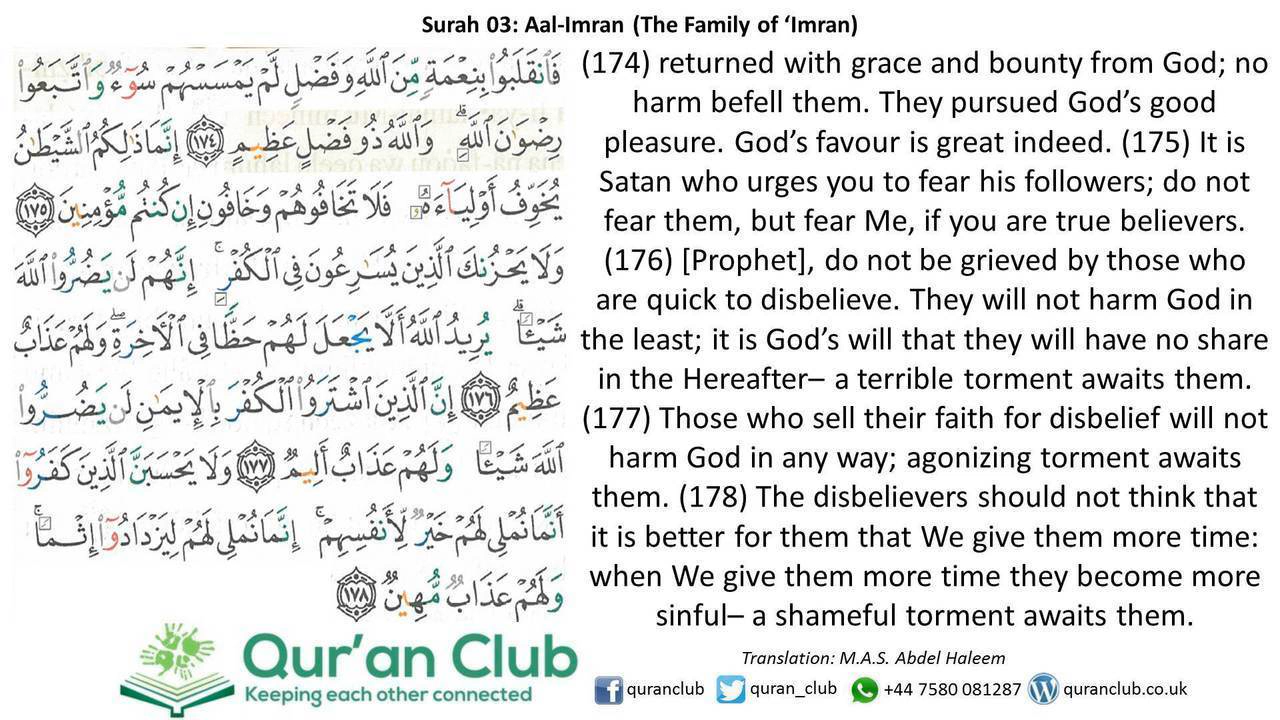 Surah 03: Aal-Imran (The Family of ‘Imran)
فَٱنقَلَبُوا۟ بِنِعْمَةٍ مِّنَ ٱللَّهِ وَفَضْلٍ لَّمْ يَمْسَسْهُمْ سُوٓءٌ وَٱتَّبَعُوا۟
رِضْوَٰنَ ٱللَّهِ ۗ وَٱللَّهُ ذُو فَضْلٍ عَظِيمٍ ١٧٤ إِنَّمَا ذَٰلِكُمُ ٱلشَّيْطَٰنُ
يُخَوِّفُ أَوْلِيَآءَهُۥ فَلَا تَخَافُوهُمْ وَخَافُونِ إِن كُنتُم مُّؤْمِنِينَ ١٧٥
وَلَا يَحْزُنكَ ٱلَّذِينَ يُسَٰرِعُونَ فِى ٱلْكُفْرِ ۚ إِنَّهُمْ لَن يَضُرُّوا۟ ٱللَّهَ
شَيْـًٔا ۗ يُرِيدُ ٱللَّهُ أَلَّا يَجْعَلَ لَهُمْ حَظًّا فِى ٱلْـَٔاخِرَةِ ۖ وَلَهُمْ عَذَابٌ
عَظِيمٌ ١٧٦ إِنَّ ٱلَّذِينَ ٱشْتَرَوُا۟ ٱلْكُفْرَ بِٱلْإِيمَٰنِ لَن يَضُرُّوا۟
ٱللَّهَ شَيْـًٔا وَلَهُمْ عَذَابٌ أَلِيمٌ ١٧٧ وَلَا يَحْسَبَنَّ ٱلَّذِينَ كَفَرُوٓا۟
أَنَّمَا نُمْلِى لَهُمْ خَيْرٌ لِّأَنفُسِهِمْ ۚ إِنَّمَا نُمْلِى لَهُمْ لِيَزْدَادُوٓا۟ إِثْمًا ۚ
وَلَهُمْ عَذَابٌ مُّهِينٌ ١٧٨
(174) returned with grace and bounty from God; no
harm befell them. They pursued God’s good
pleasure. God’s favour is great indeed. (175) It is
Satan who urges you to fear his followers; do not
fear them, but fear Me, if you are true believers.
(176) [Prophet], do not be grieved by those who
are quick to disbelieve. They will not harm God in
the least; it is God’s will that they will have no share
in the Hereafter– a terrible torment awaits them.
(177) Those who sell their faith for disbelief will not
harm God in any way; agonizing torment awaits
them. (178) The disbelievers should not think that
it is better for them that We give them more time:
when We give them more time they become more
sinful– a shameful torment awaits them.
Qur’an Club
Keeping each other connected
Translation: M.A.S. Abdel Haleem
quranclub quran_club +44 7580 081287 quranclub.co.uk